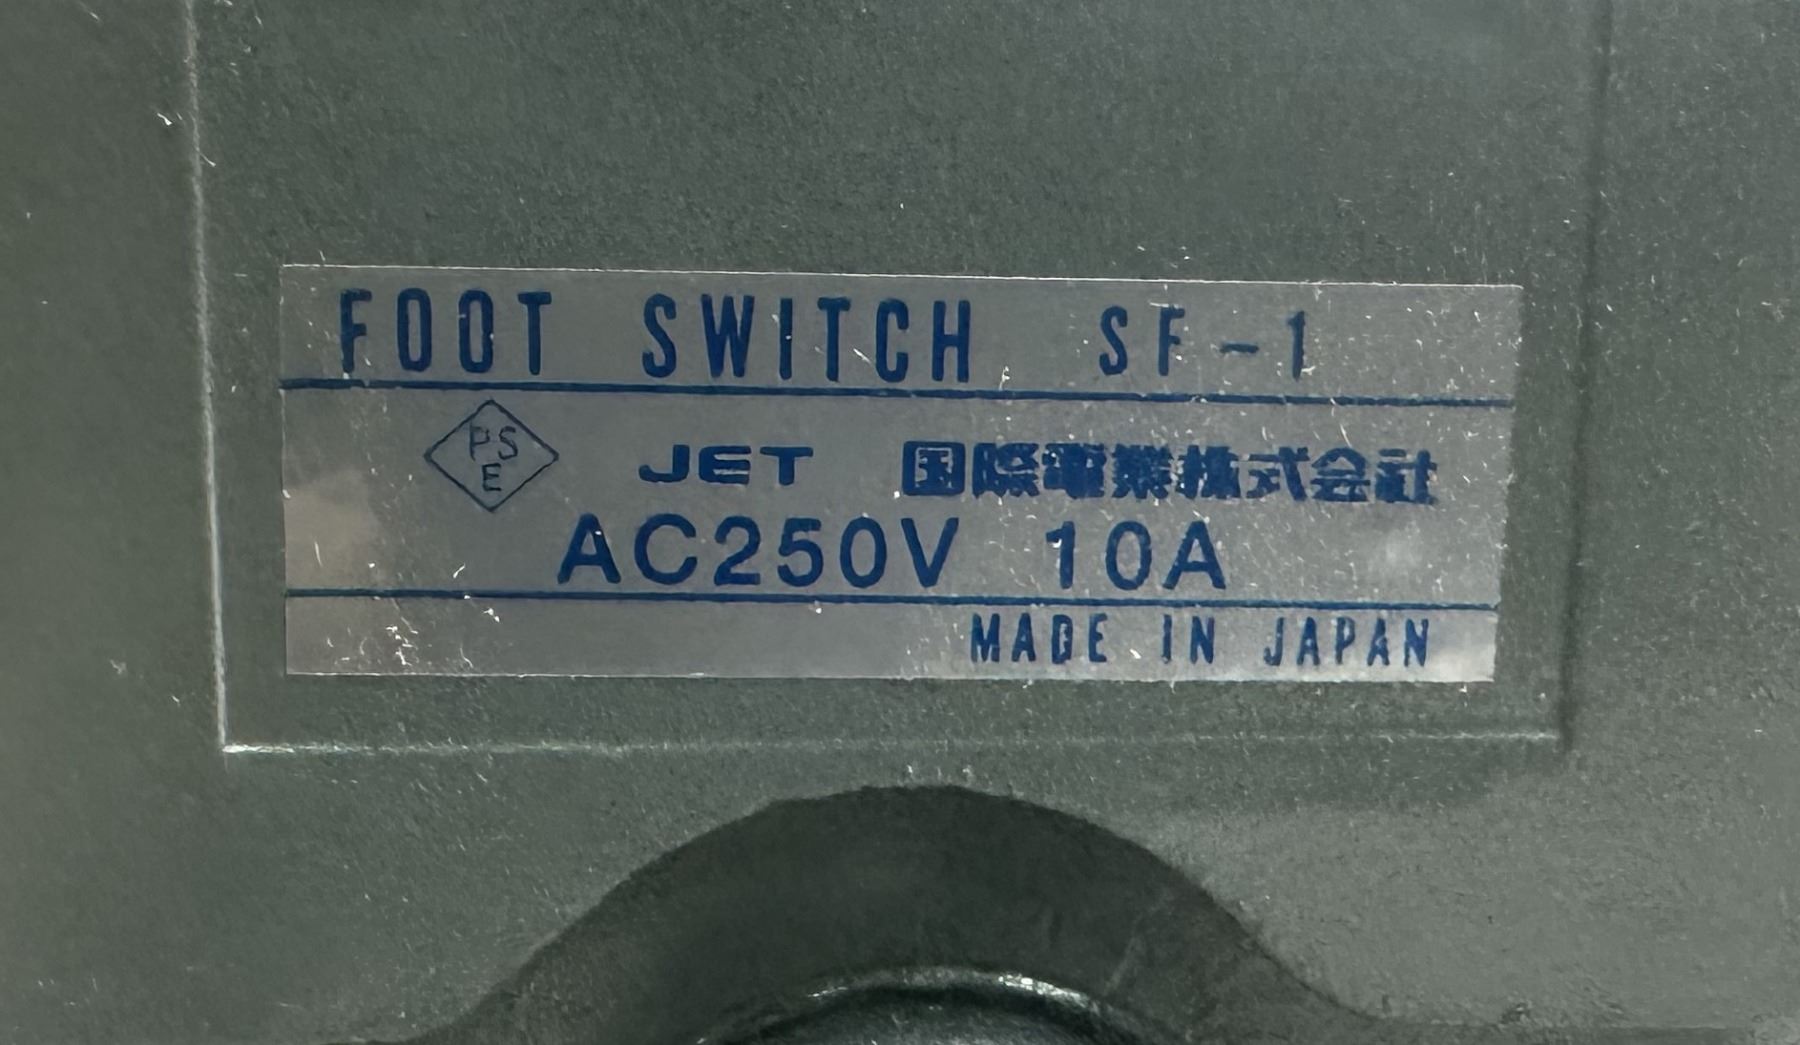 FOOT SWITCH SF-1
PSE JET 国際電業株式会社
AC250V 10A
MADE IN JAPAN